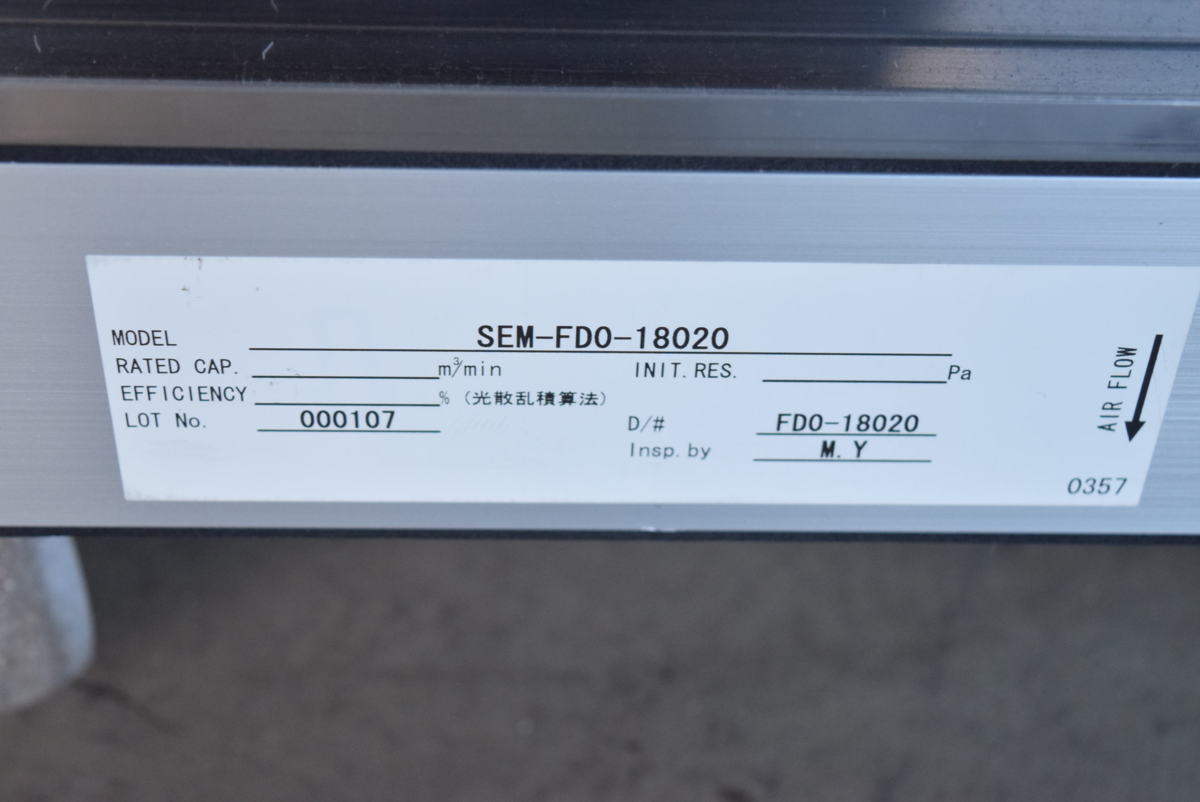 MODEL SEM-FDO-18020
RATED CAP. m³/min INIT. RES. Pa
EFFICIENCY % (光散乱積算法)
LOT No. 000107 D/# FDO-18020
Insp. by M. Y
AIR FLOW
0357